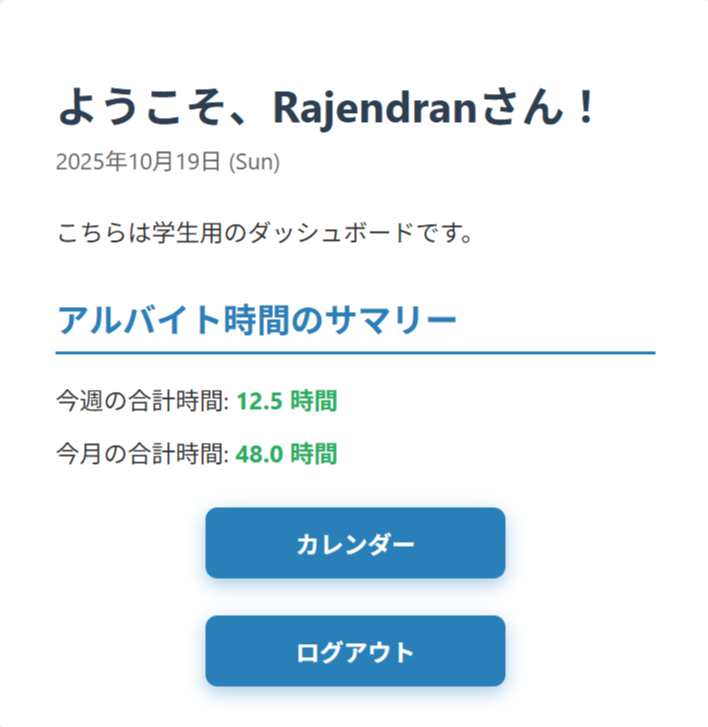 ようこそ、Rajendranさん！
2025年10月19日 (Sun)
こちらは学生用のダッシュボードです。
アルバイト時間のサマリー
今週の合計時間: 12.5 時間
今月の合計時間: 48.0 時間
カレンダー
ログアウト